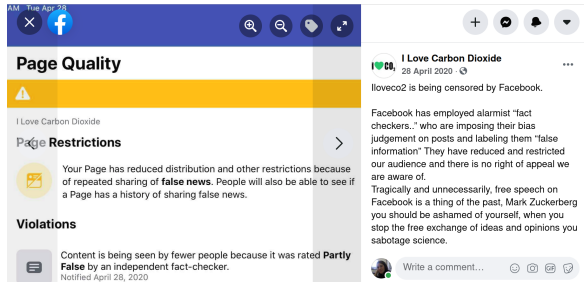 AM Tue Apr 28
Page Quality
I Love Carbon Dioxide
Page Restrictions
Your Page has reduced distribution and other restrictions because
of repeated sharing of false news. People will also be able to see if
a Page has a history of sharing false news.
Violations
Content is being seen by fewer people because it was rated Partly
False by an independent fact-checker.
Notified April 28, 2020
I CO₂
I Love Carbon Dioxide
28 April 2020 ·
Iloveco2 is being censored by Facebook.
Facebook has employed alarmist “fact
checkers..” who are imposing their bias
judgement on posts and labeling them “false
information” They have reduced and restricted
our audience and there is no right of appeal we
are aware of.
Tragically and unnecessarily, free speech on
Facebook is a thing of the past, Mark Zuckerberg
you should be ashamed of yourself, when you
stop the free exchange of ideas and opinions you
sabotage science.
Write a comment...
GIF